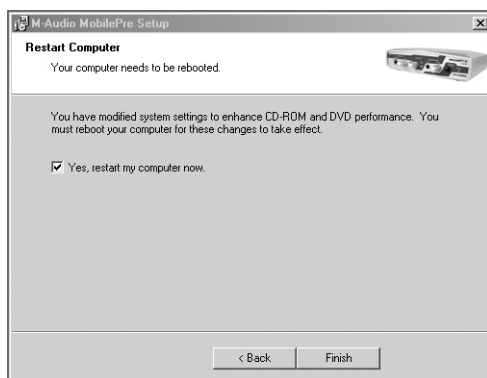 M-Audio MobilePre Setup
Restart Computer
Your computer needs to be rebooted.
You have modified system settings to enhance CD-ROM and DVD performance. You
must reboot your computer for these changes to take effect.
Yes, restart my computer now.
< Back
Finish